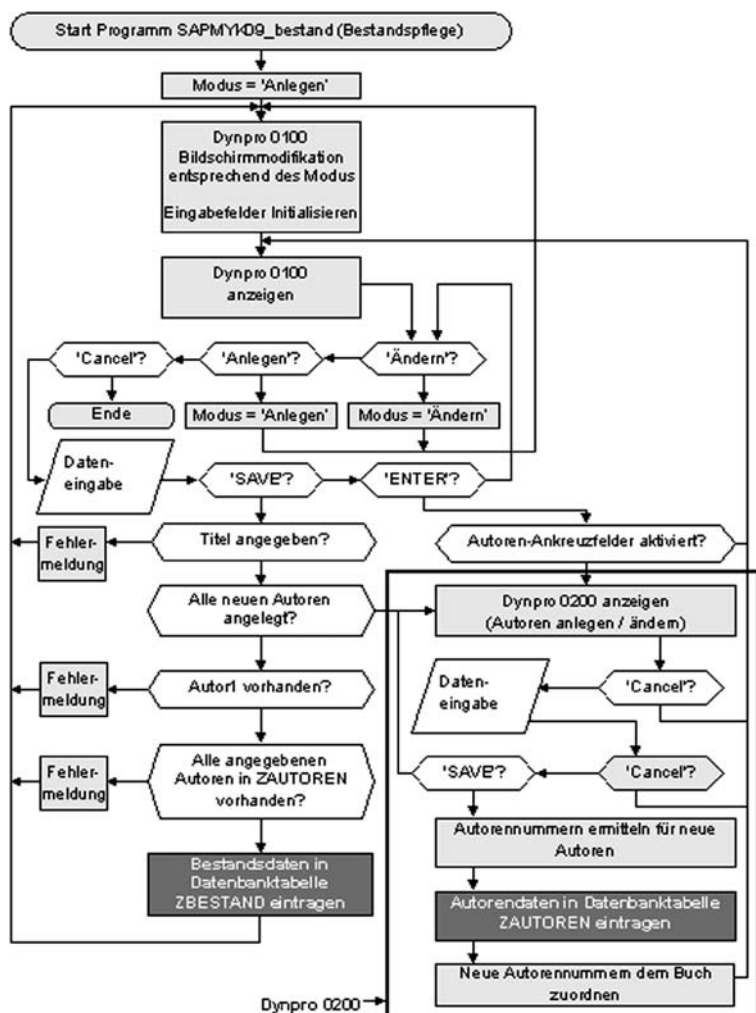 Start Programm SAPMYK09_bestand (Bestandspflege)
Modus = 'Anlegen'
Dynpro 0100
Bildschirmmodifikation
entsprechend des Modus
Eingabefelder Initialisieren
Dynpro 0100
anzeigen
'Cancel'?
'Anlegen'?
'Ändern'?
Ende
Modus = 'Anlegen'
Modus = 'Ändern'
Daten-
eingabe
'SAVE'?
'ENTER'?
Fehler-
meldung
Titel angegeben?
Autoren-Ankreuzfelder aktiviert?
Alle neuen Autoren
angelegt?
Dynpro 0200 anzeigen
(Autoren anlegen / ändern)
Fehler-
meldung
Autor1 vorhanden?
Daten-
eingabe
'Cancel'?
Fehler-
meldung
Alle angegebenen
Autoren in ZAUTOREN
vorhanden?
'SAVE'?
'Cancel'?
Autorennummern ermitteln für neue
Autoren
Bestandsdaten in
Datenbanktabelle
ZBESTAND eintragen
Autorendaten in Datenbanktabelle
ZAUTOREN eintragen
Neue Autorennummern dem Buch
zuordnen
Dynpro 0200